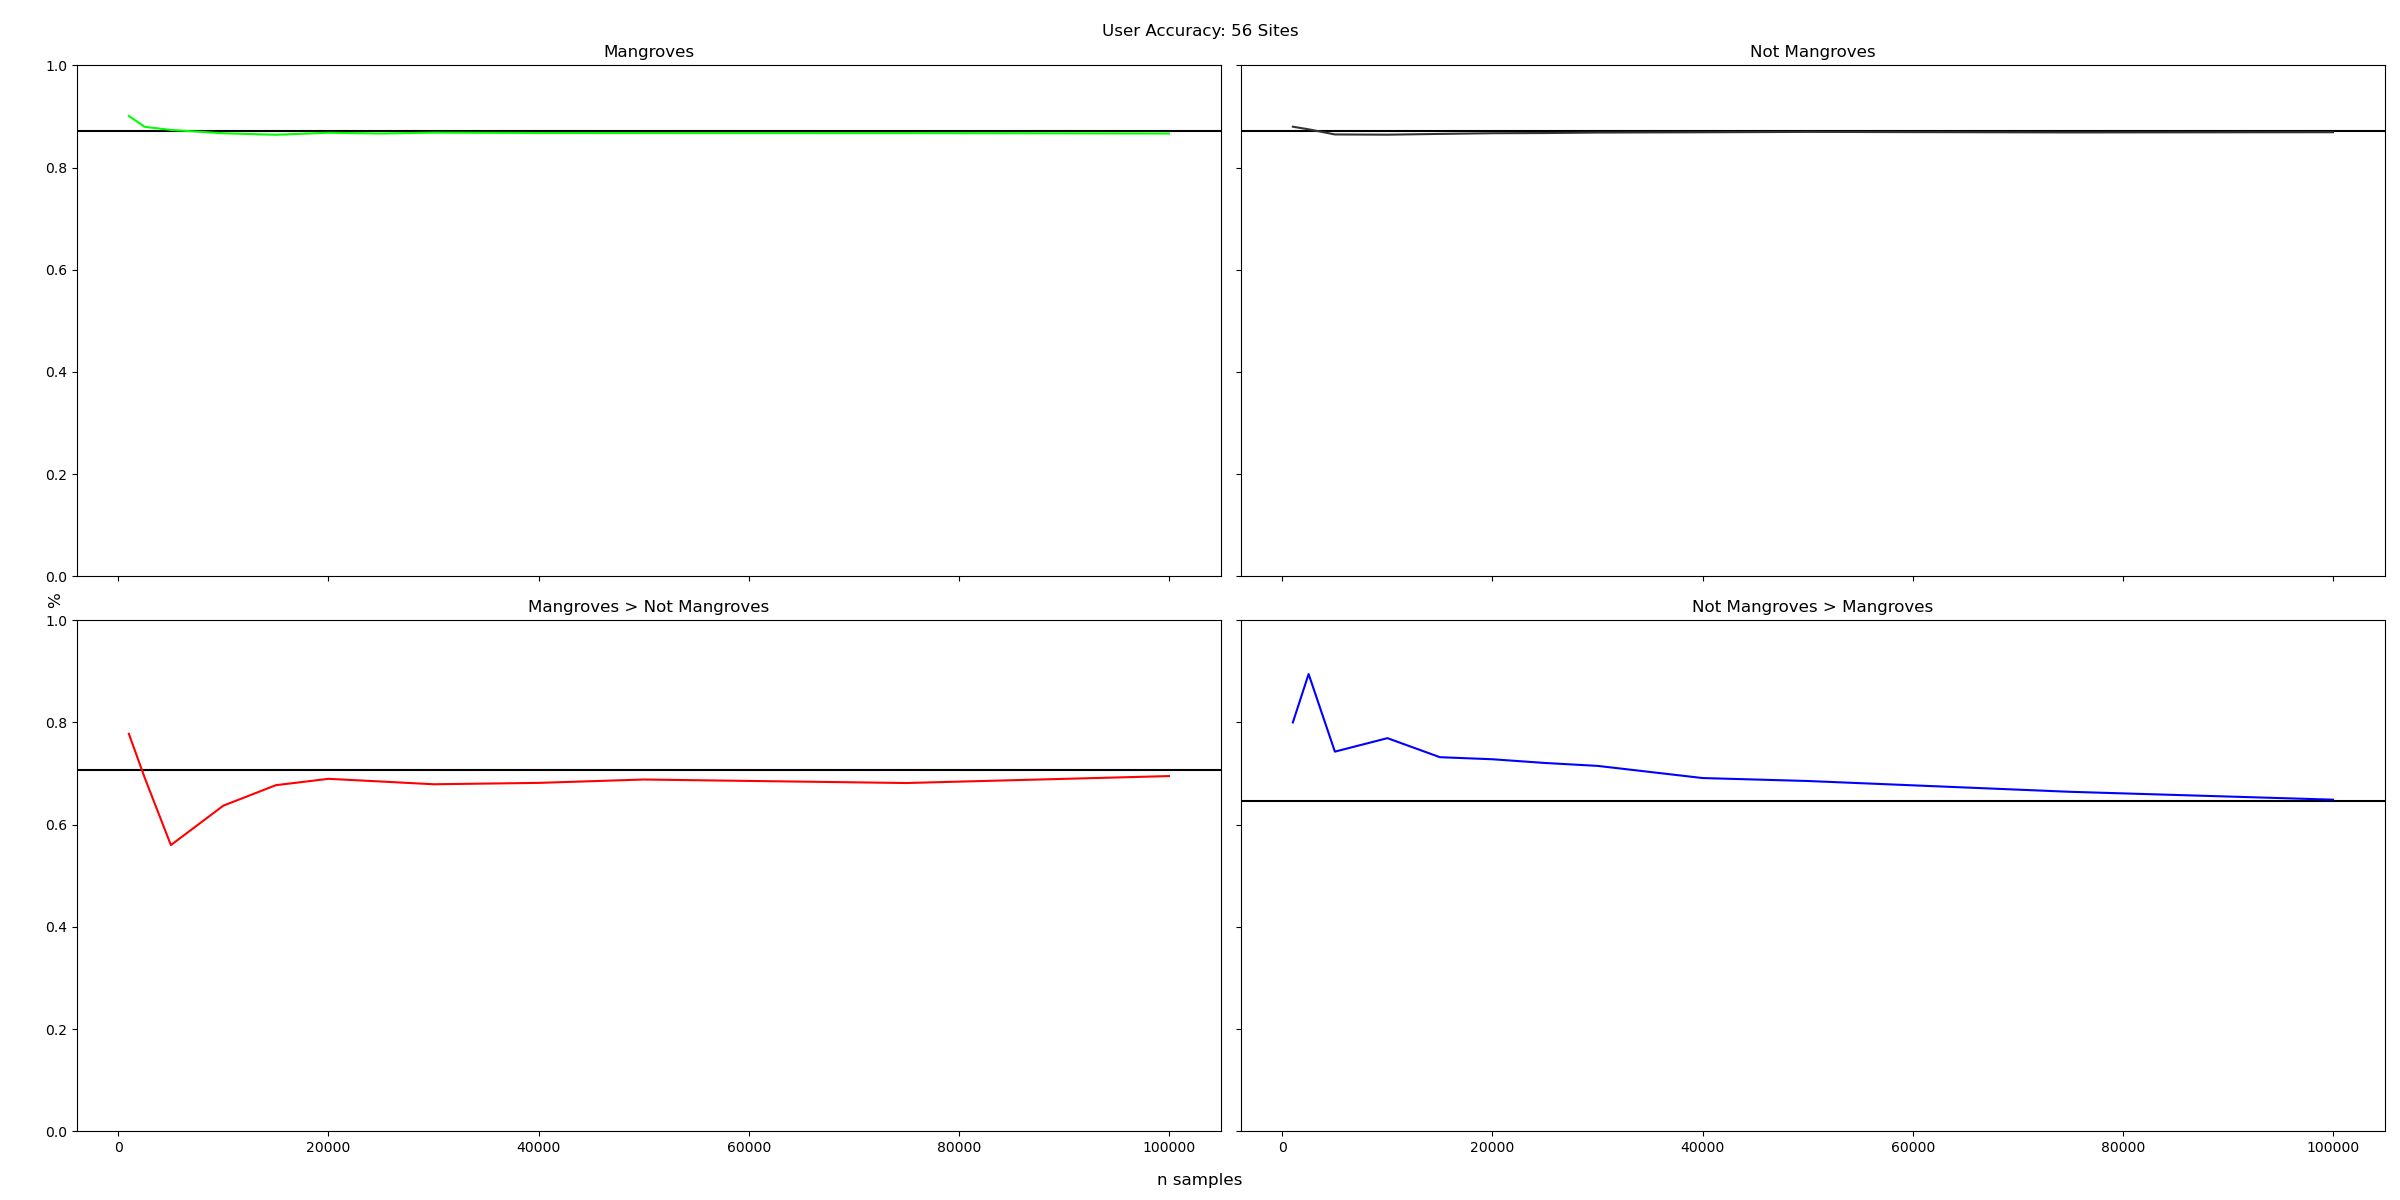 User Accuracy: 56 Sites
Mangroves
Not Mangroves
1.0
0.8
0.6
0.4
0.2
0.0
%
Mangroves > Not Mangroves
Not Mangroves > Mangroves
1.0
0.8
0.6
0.4
0.2
0.0
0 20000 40000 60000 80000 100000
0 20000 40000 60000 80000 100000
n samples